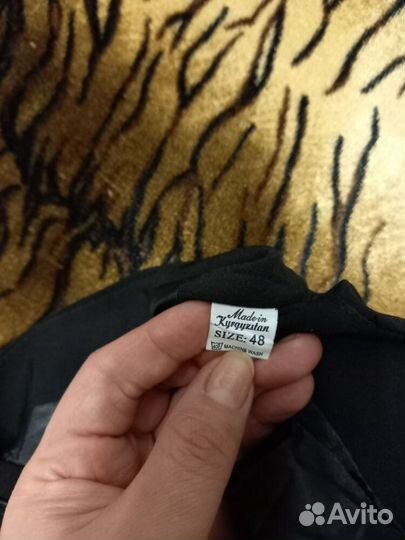 Made in
Kyrgyzstan
SIZE: 48
MACHINE WASH
Avito